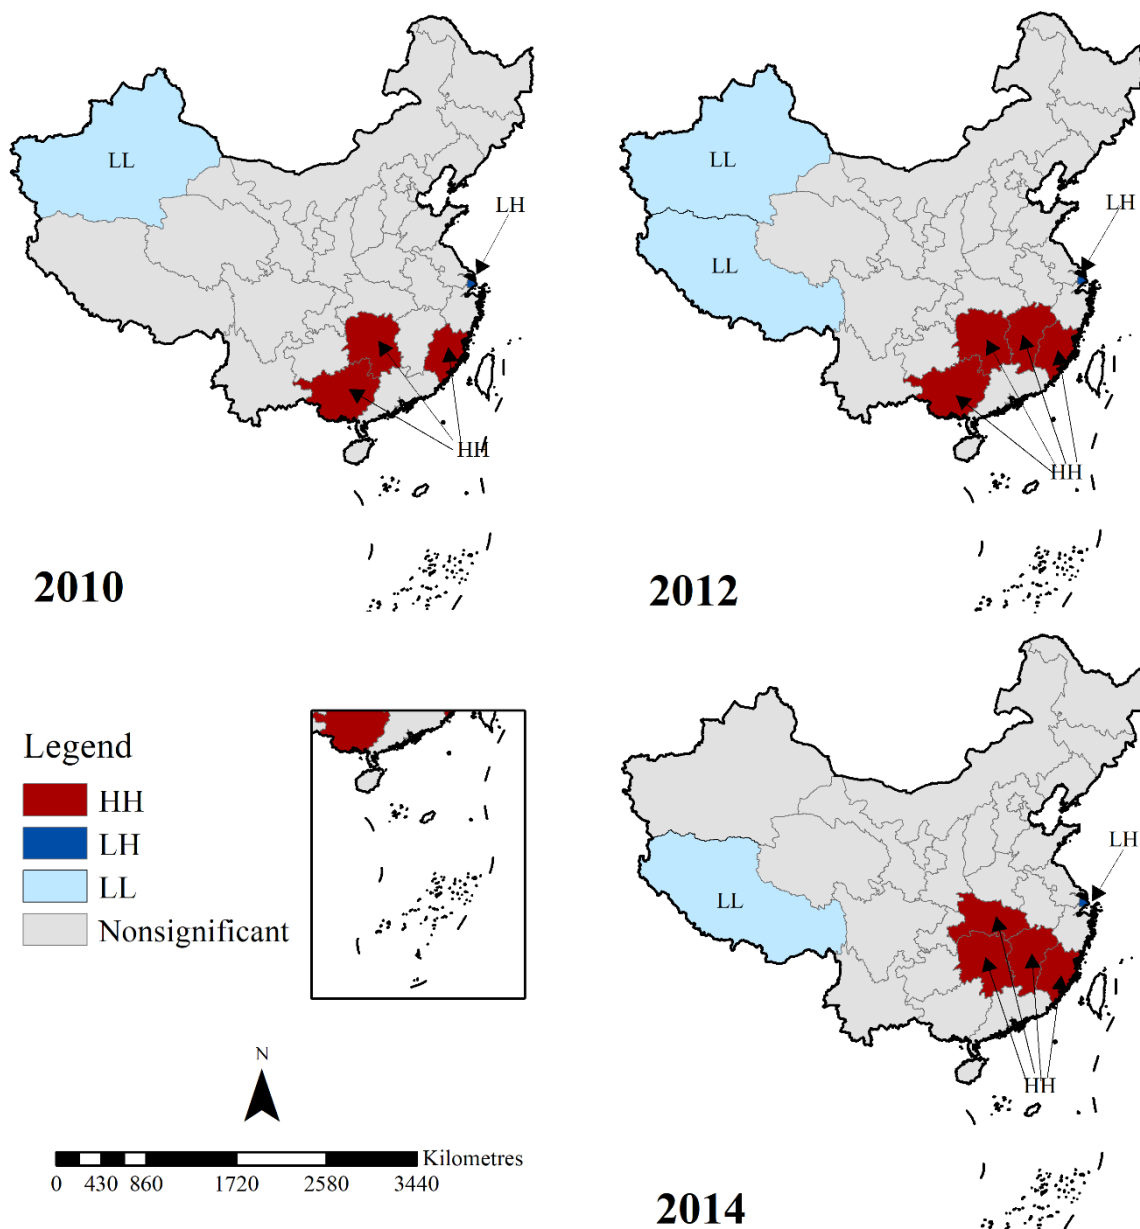 LL
LH
HH
2010
LL
LL
LH
HH
2012
Legend
HH
LH
LL
Nonsignificant
N
Kilometres
0 430 860 1720 2580 3440
LL
LH
HH
2014